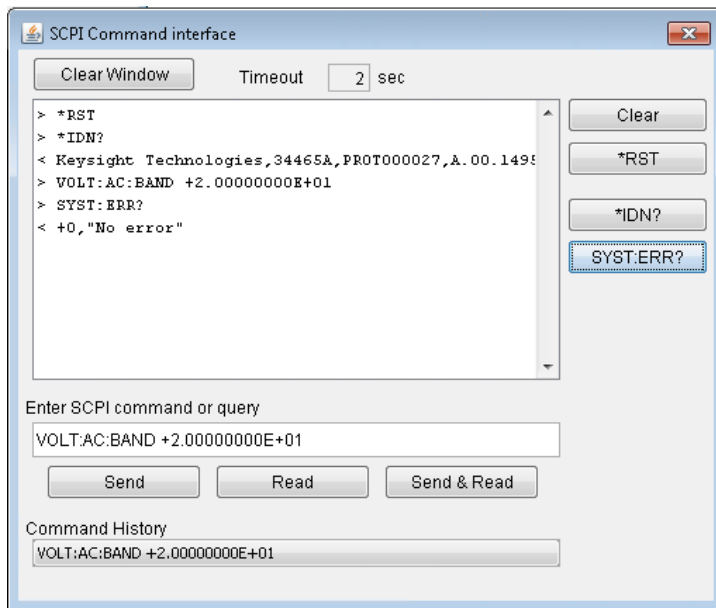 SCPI Command interface
Clear Window Timeout 2 sec
> *RST
> *IDN?
< Keysight Technologies,34465A,PROT000027,A.00.1495
> VOLT:AC:BAND +2.00000000E+01
> SYST:ERR?
< +0,"No error"
Clear
*RST
*IDN?
SYST:ERR?
Enter SCPI command or query
VOLT:AC:BAND +2.00000000E+01
Send Read Send & Read
Command History
VOLT:AC:BAND +2.00000000E+01